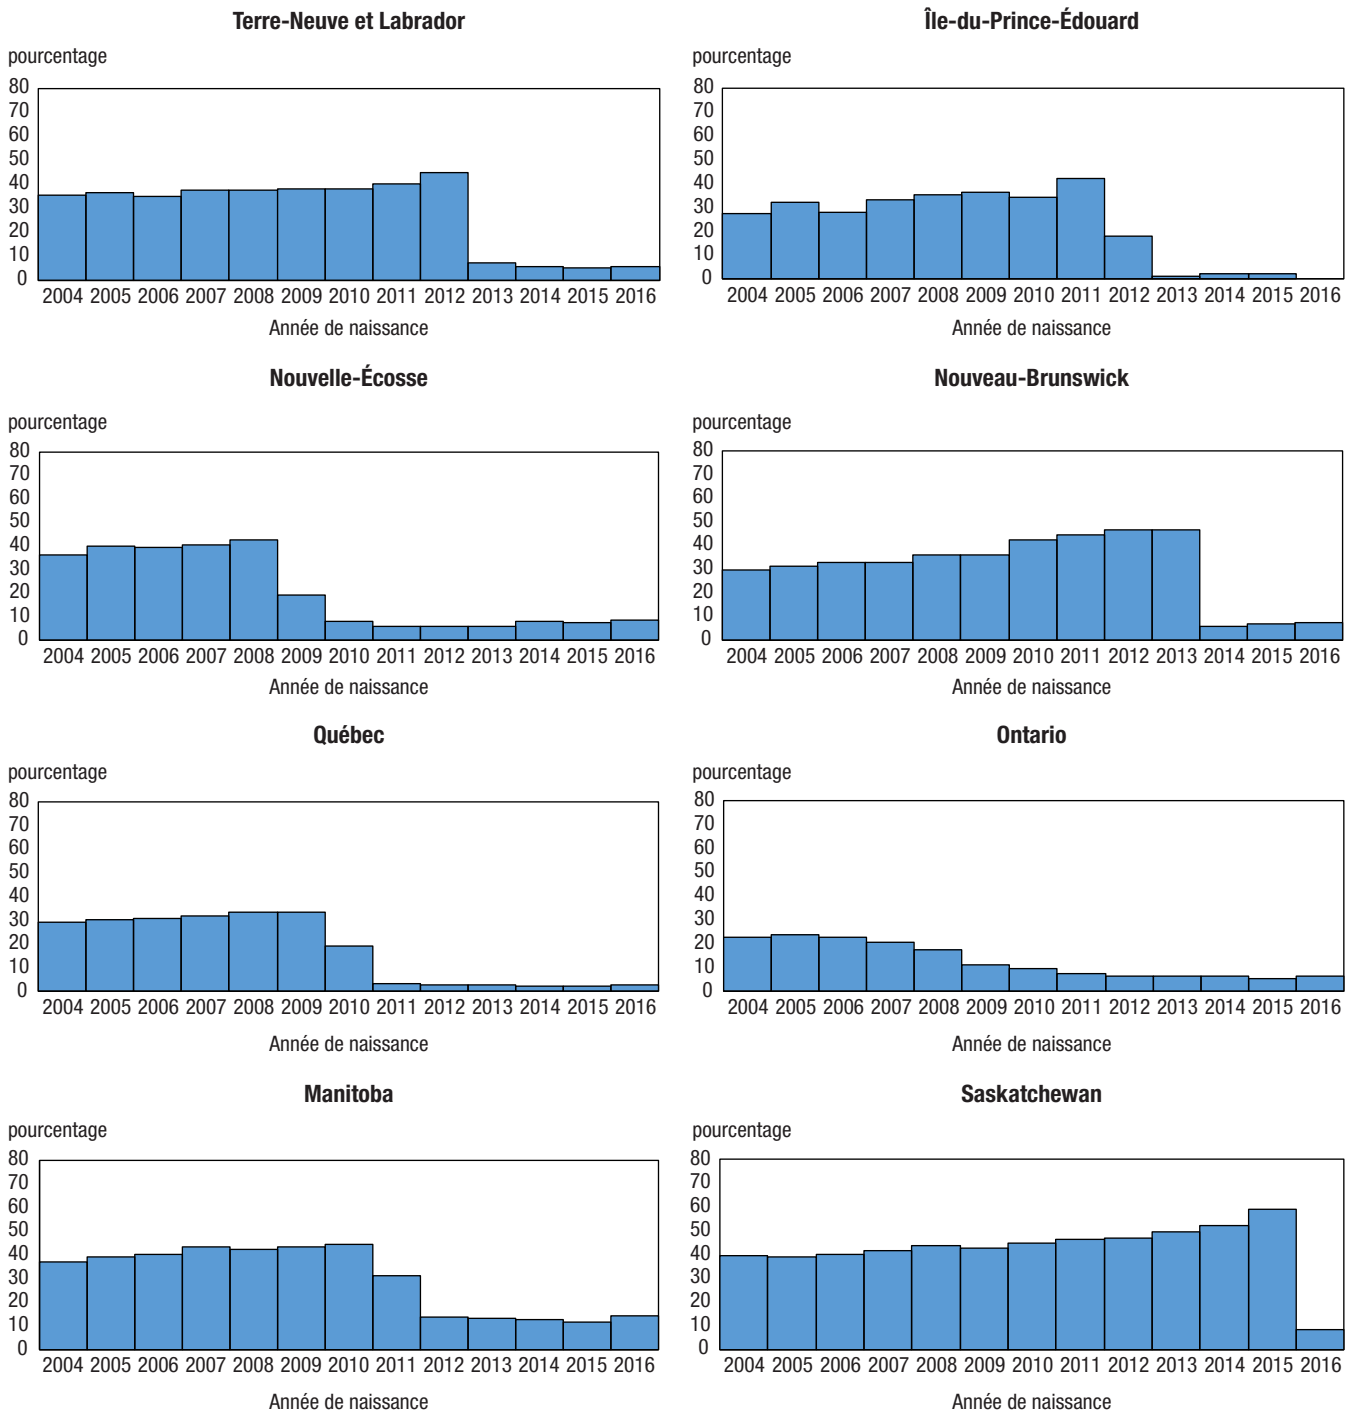 Terre-Neuve et Labrador
pourcentage
80
70
60
50
40
30
20
10
0
2004 2005 2006 2007 2008 2009 2010 2011 2012 2013 2014 2015 2016
Année de naissance
Île-du-Prince-Édouard
pourcentage
80
70
60
50
40
30
20
10
0
2004 2005 2006 2007 2008 2009 2010 2011 2012 2013 2014 2015 2016
Année de naissance
Nouvelle-Écosse
pourcentage
80
70
60
50
40
30
20
10
0
2004 2005 2006 2007 2008 2009 2010 2011 2012 2013 2014 2015 2016
Année de naissance
Nouveau-Brunswick
pourcentage
80
70
60
50
40
30
20
10
0
2004 2005 2006 2007 2008 2009 2010 2011 2012 2013 2014 2015 2016
Année de naissance
Québec
pourcentage
80
70
60
50
40
30
20
10
0
2004 2005 2006 2007 2008 2009 2010 2011 2012 2013 2014 2015 2016
Année de naissance
Ontario
pourcentage
80
70
60
50
40
30
20
10
0
2004 2005 2006 2007 2008 2009 2010 2011 2012 2013 2014 2015 2016
Année de naissance
Manitoba
pourcentage
80
70
60
50
40
30
20
10
0
2004 2005 2006 2007 2008 2009 2010 2011 2012 2013 2014 2015 2016
Année de naissance
Saskatchewan
pourcentage
80
70
60
50
40
30
20
10
0
2004 2005 2006 2007 2008 2009 2010 2011 2012 2013 2014 2015 2016
Année de naissance